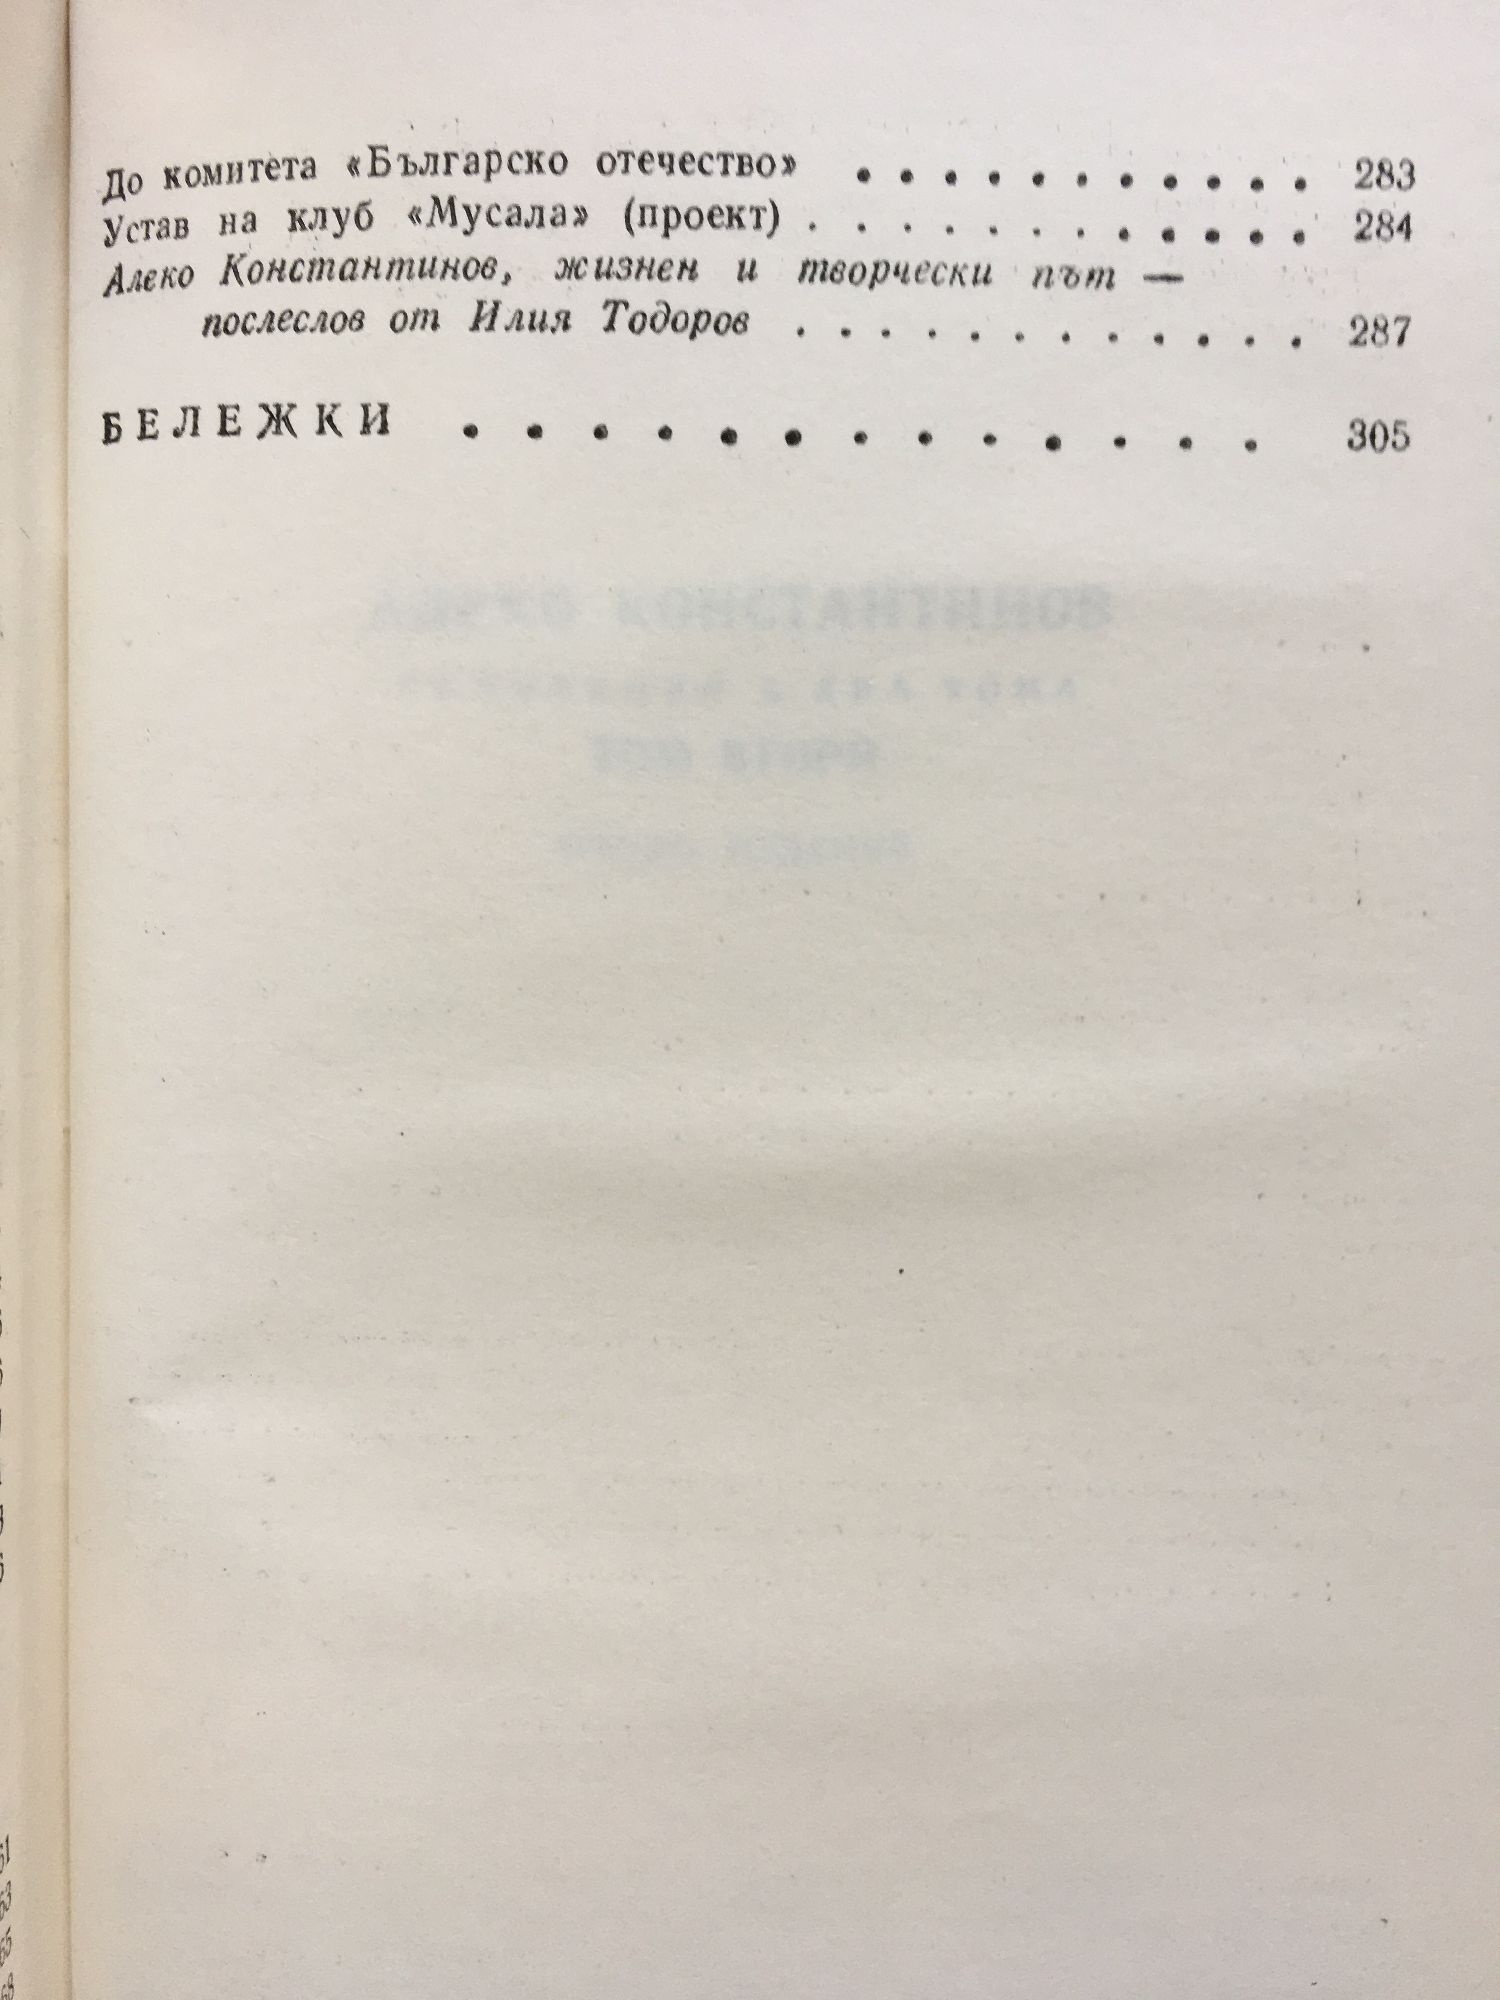 До комитета «Българско отечество» . . . . . . . . . . . 283
Устав на клуб «Мусала» (проект) . . . . . . . . . . . . 284
Алеко Константинов, жизнен и творчески път —
послеслов от Илия Тодоров . . . . . . . . . . . . 287
БЕЛЕЖКИ . . . . . . . . . . . . . 305